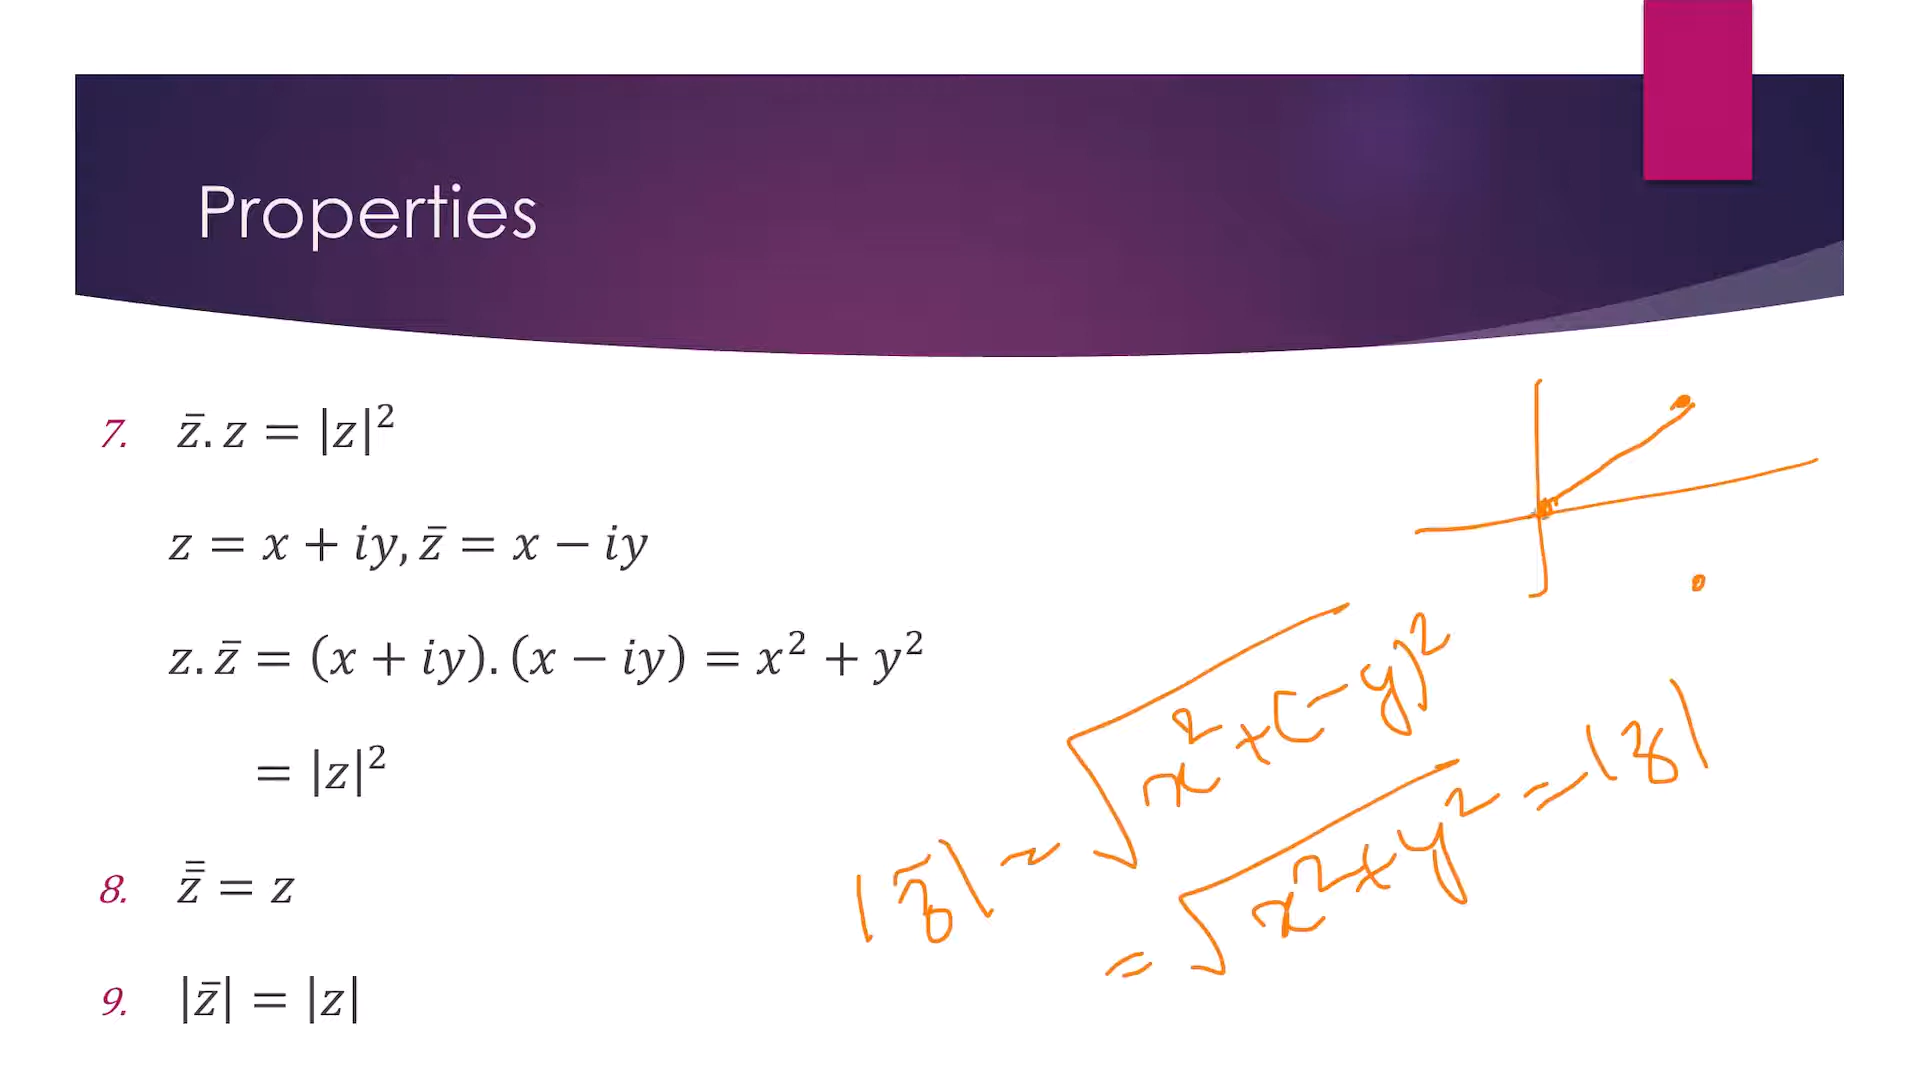 Properties
7. z̄. z = |z|²
z = x + iy, z̄ = x − iy
z. z̄ = (x + iy). (x − iy) = x² + y²
= |z|²
8. z̿ = z
9. |z̄| = |z|
|z̄| = √x² + (−y)²
= √x² + y² = |z|